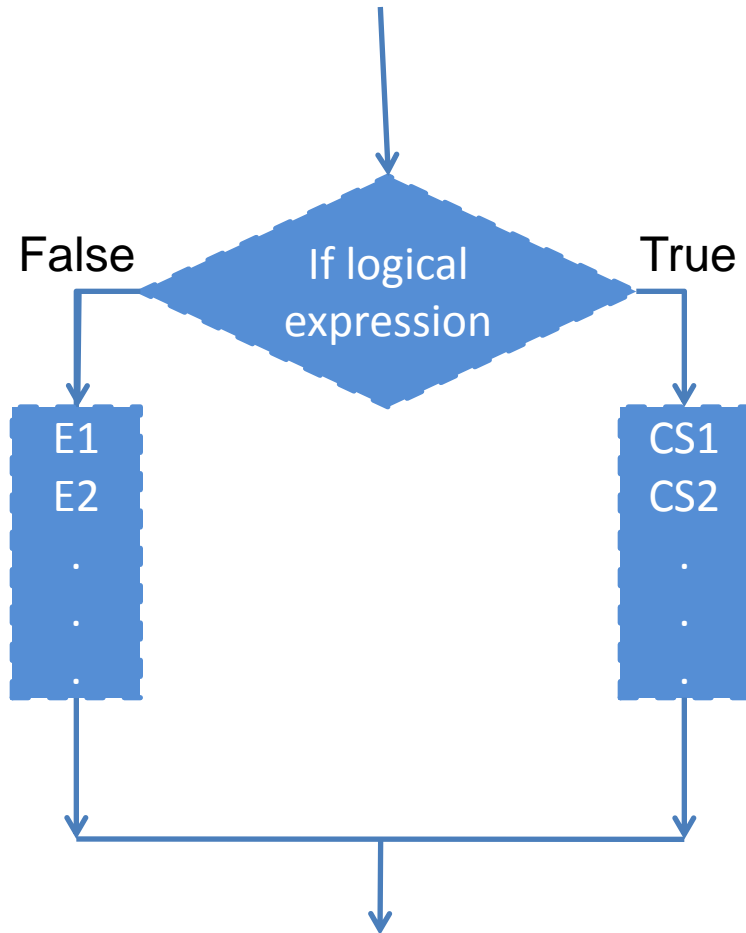 False
If logical
expression
True
E1
E2
.
.
.
CS1
CS2
.
.
.